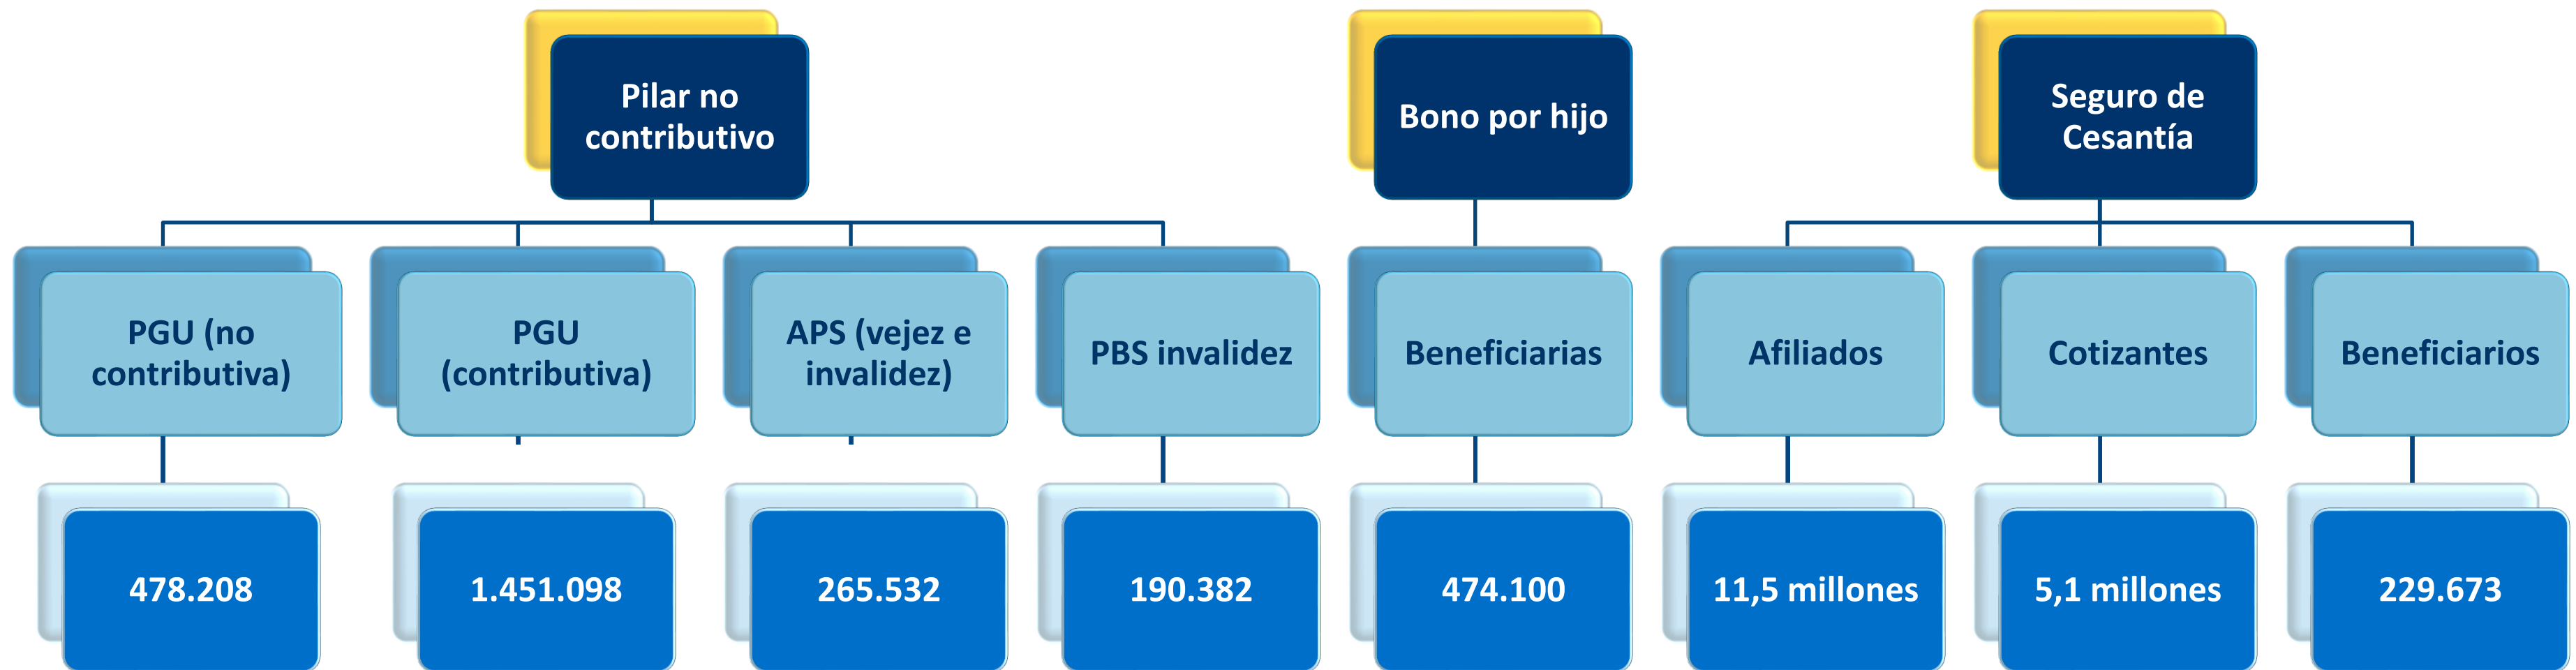 Pilar no
contributivo
Bono por hijo
Seguro de
Cesantía
PGU (no
contributiva)
PGU
(contributiva)
APS (vejez e
invalidez)
PBS invalidez
Beneficiarias
Afiliados
Cotizantes
Beneficiarios
478.208
1.451.098
265.532
190.382
474.100
11,5 millones
5,1 millones
229.673